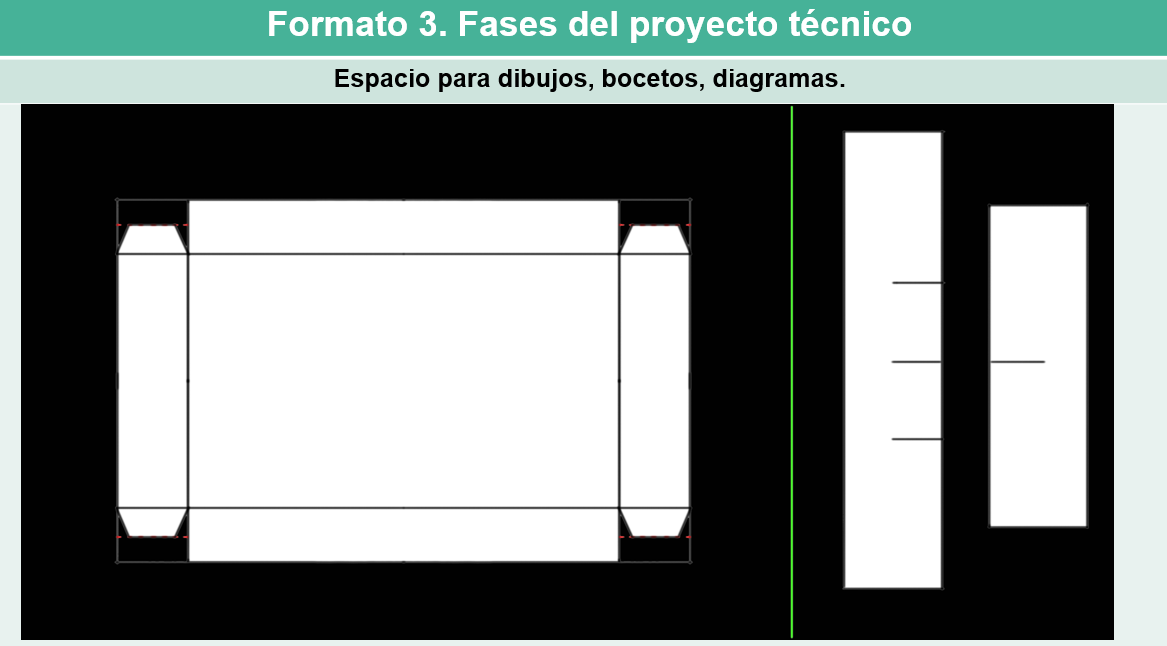 Formato 3. Fases del proyecto técnico
Espacio para dibujos, bocetos, diagramas.